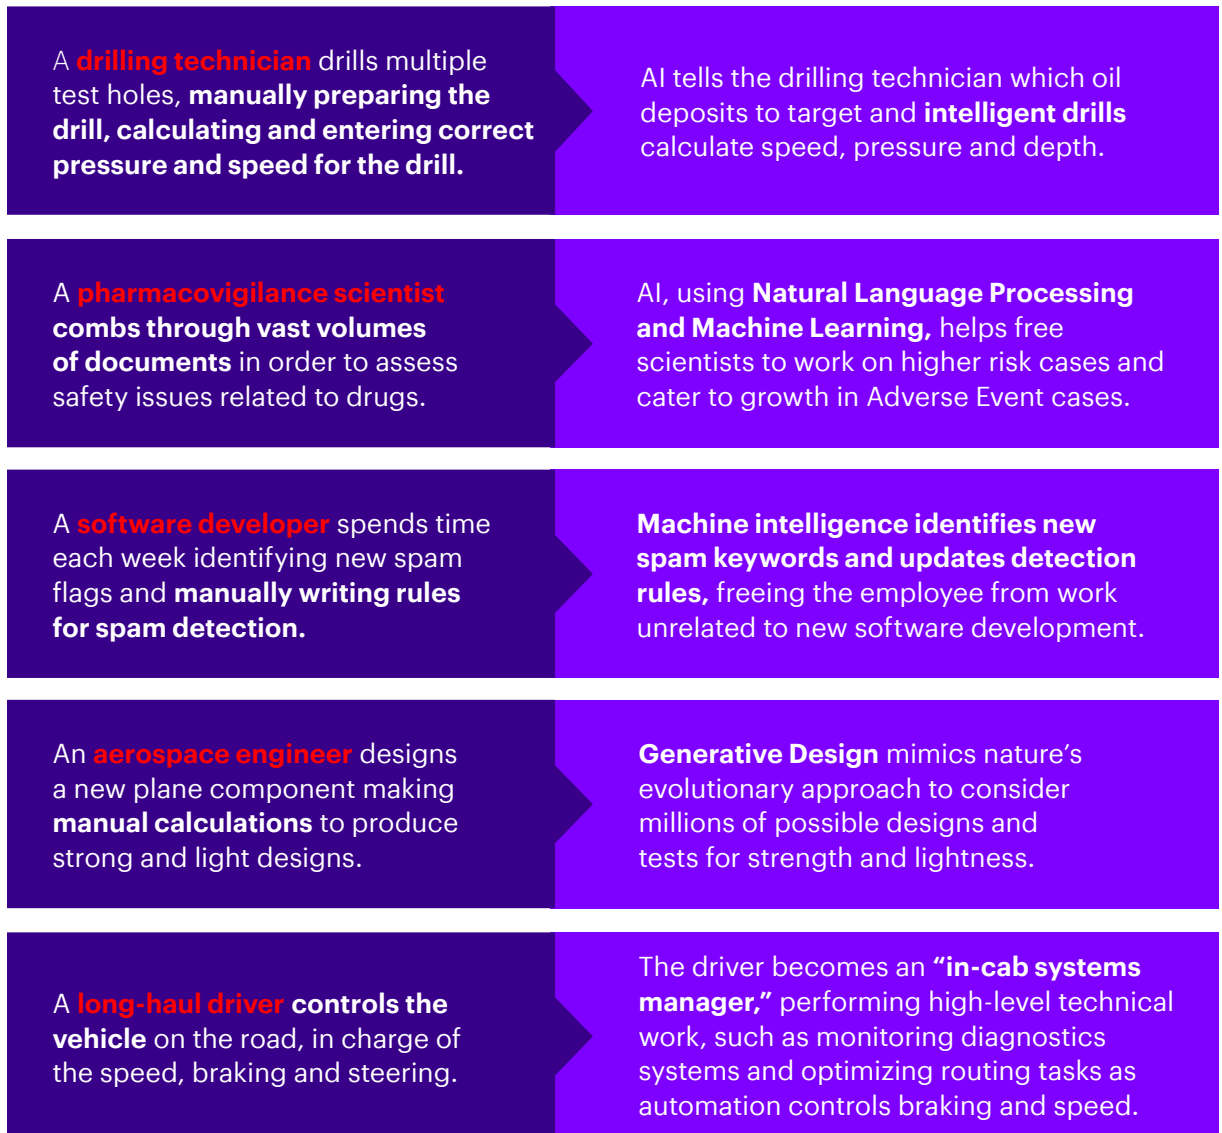 A drilling technician drills multiple
test holes, manually preparing the
drill, calculating and entering correct
pressure and speed for the drill.
AI tells the drilling technician which oil
deposits to target and intelligent drills
calculate speed, pressure and depth.
A pharmacovigilance scientist
combs through vast volumes
of documents in order to assess
safety issues related to drugs.
AI, using Natural Language Processing
and Machine Learning, helps free
scientists to work on higher risk cases and
cater to growth in Adverse Event cases.
A software developer spends time
each week identifying new spam
flags and manually writing rules
for spam detection.
Machine intelligence identifies new
spam keywords and updates detection
rules, freeing the employee from work
unrelated to new software development.
An aerospace engineer designs
a new plane component making
manual calculations to produce
strong and light designs.
Generative Design mimics nature’s
evolutionary approach to consider
millions of possible designs and
tests for strength and lightness.
A long-haul driver controls the
vehicle on the road, in charge of
the speed, braking and steering.
The driver becomes an “in-cab systems
manager,” performing high-level technical
work, such as monitoring diagnostics
systems and optimizing routing tasks as
automation controls braking and speed.